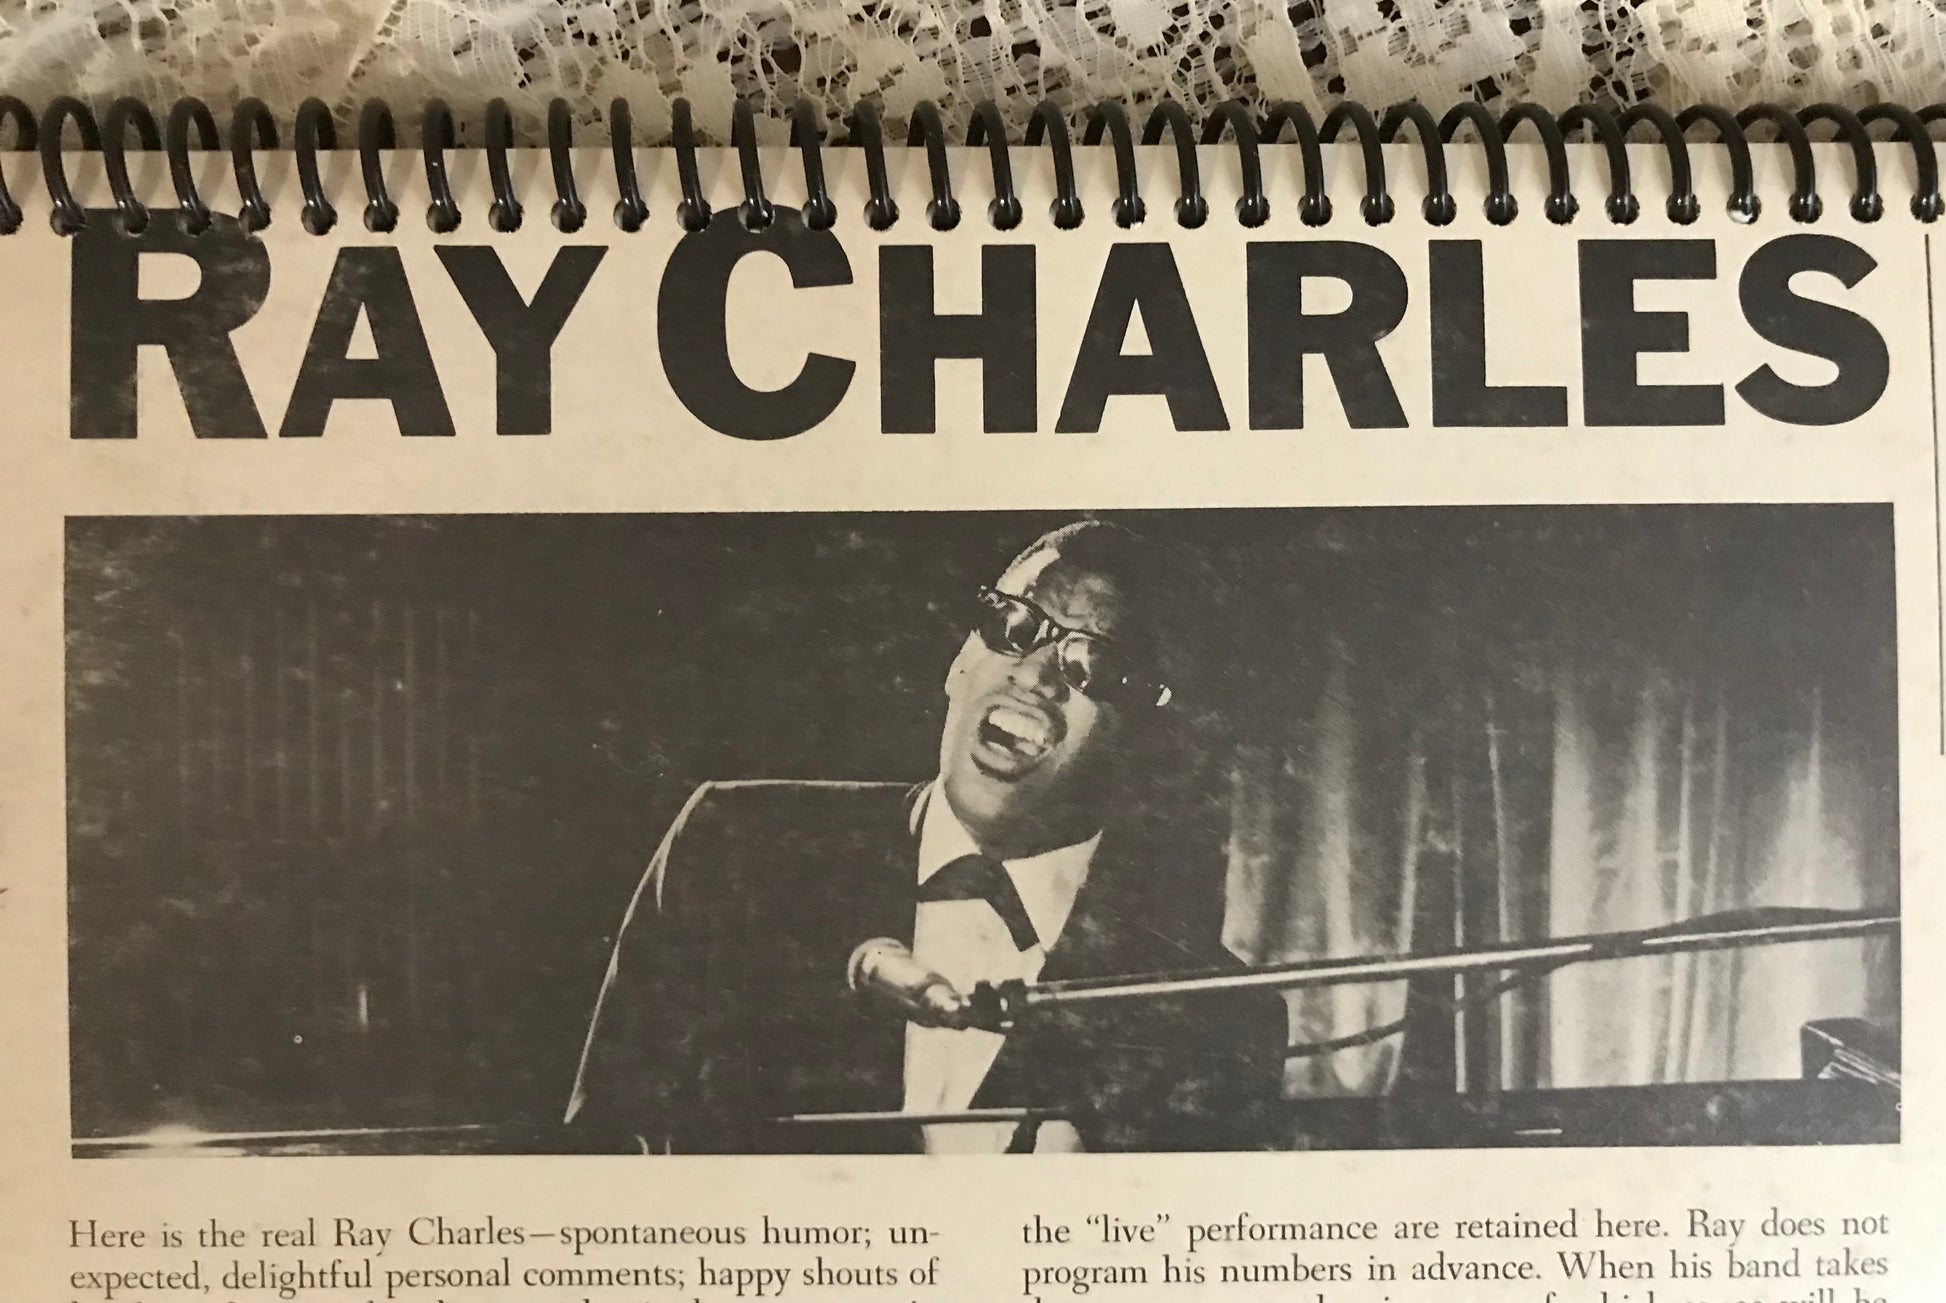 RAY CHARLES
Here is the real Ray Charles—spontaneous humor; un-
expected, delightful personal comments; happy shouts of
the “live” performance are retained here. Ray does not
program his numbers in advance. When his band takes